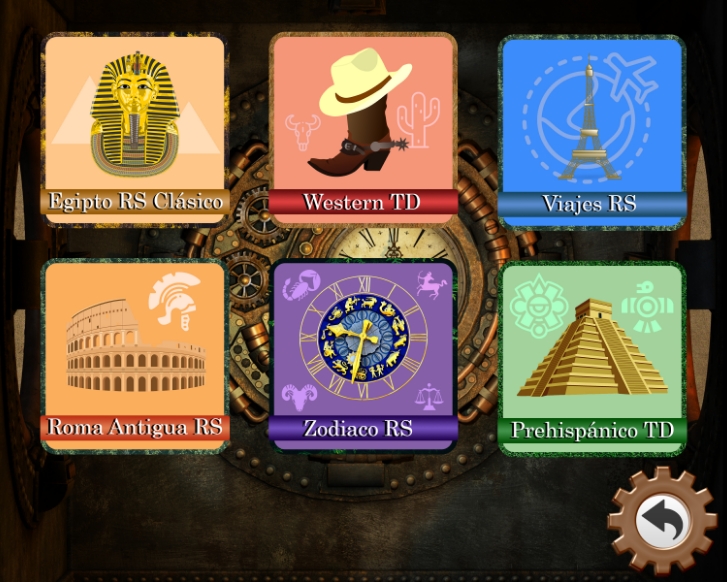 Egipto RS Clásico
Western TD
Viajes RS
Roma Antigua RS
Zodiaco RS
Prehispánico TD